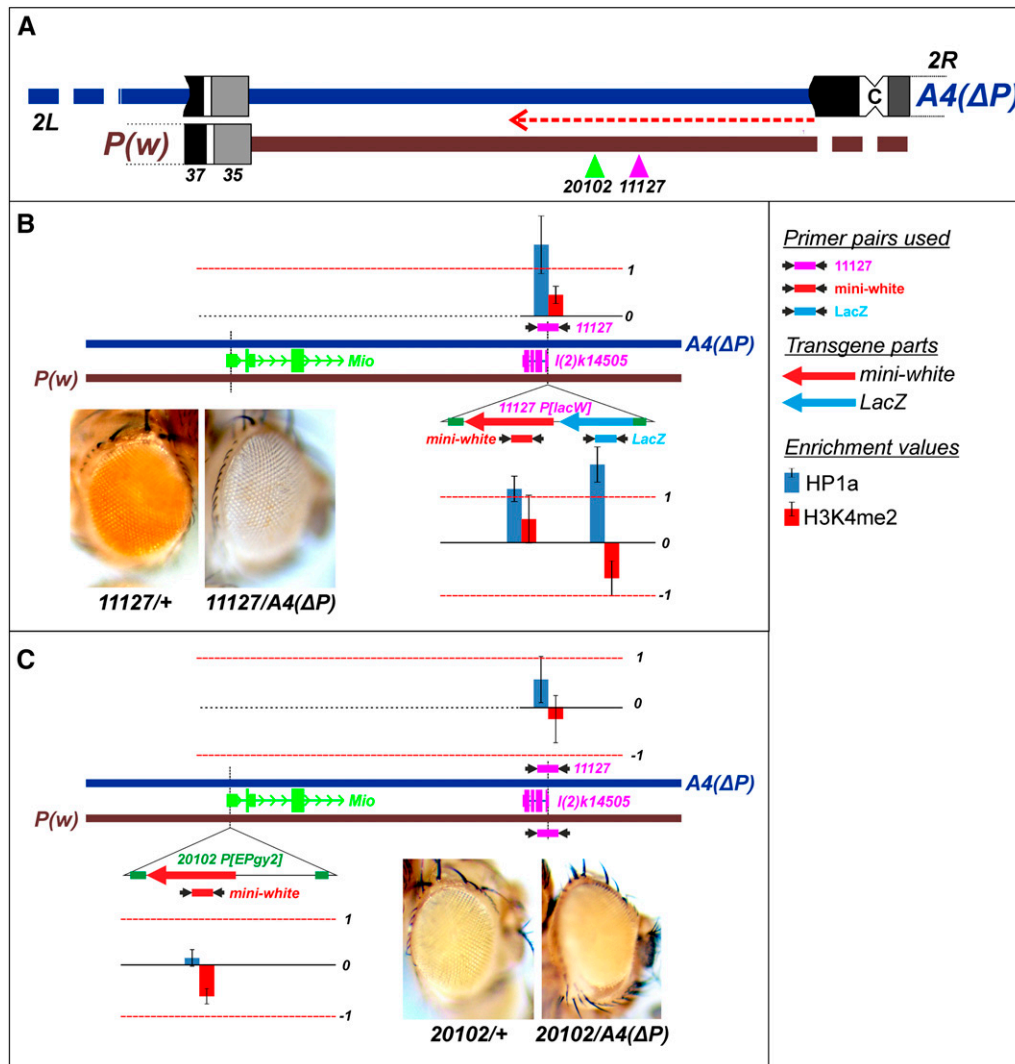 A
2R
A4(ΔP)
C
2L
P(w)
37 35
20102 11127
B
1
0
11127
A4(ΔP)
Mio
l(2)k14505
P(w)
11127 P[lacW]
mini-white
LacZ
1
0
-1
11127/+
11127/A4(ΔP)
Primer pairs used
11127
mini-white
LacZ
Transgene parts
mini-white
LacZ
Enrichment values
HP1a
H3K4me2
C
1
0
-1
11127
A4(ΔP)
Mio
l(2)k14505
P(w)
20102 P[EPgy2]
mini-white
1
0
-1
20102/+
20102/A4(ΔP)